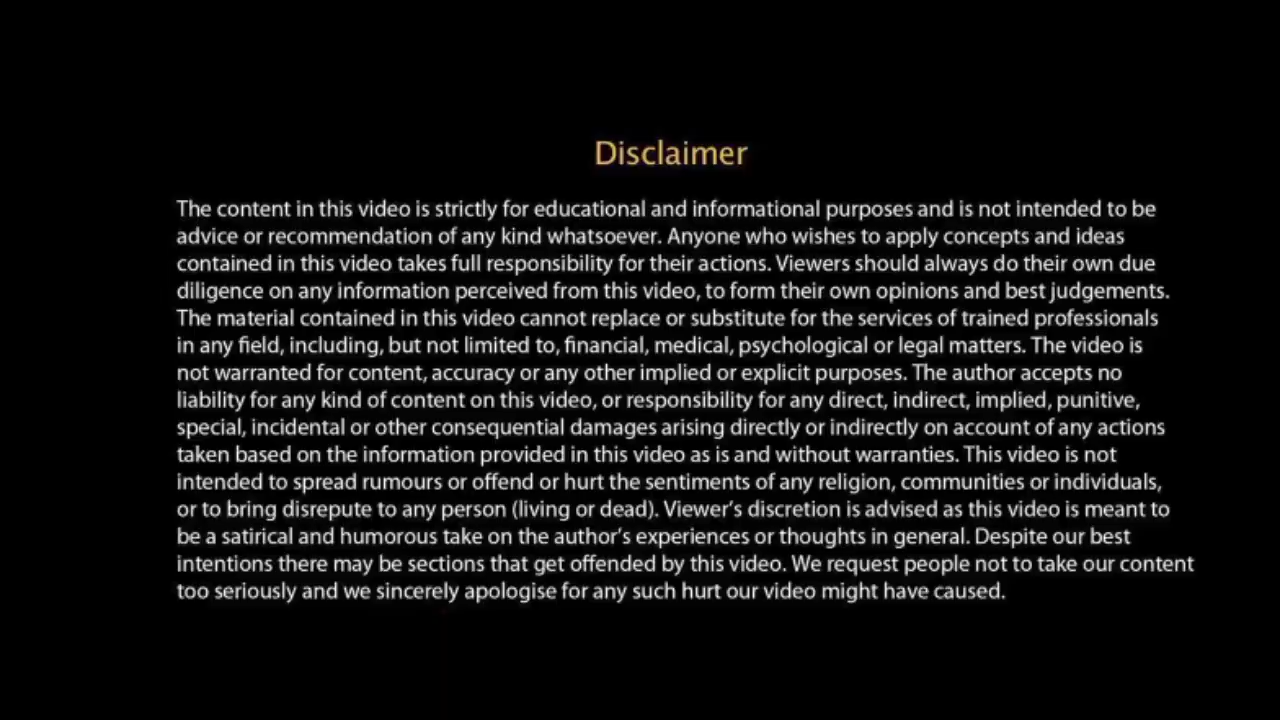 Disclaimer
The content in this video is strictly for educational and informational purposes and is not intended to be
advice or recommendation of any kind whatsoever. Anyone who wishes to apply concepts and ideas
contained in this video takes full responsibility for their actions. Viewers should always do their own due
diligence on any information perceived from this video, to form their own opinions and best judgements.
The material contained in this video cannot replace or substitute for the services of trained professionals
in any field, including, but not limited to, financial, medical, psychological or legal matters. The video is
not warranted for content, accuracy or any other implied or explicit purposes. The author accepts no
liability for any kind of content on this video, or responsibility for any direct, indirect, implied, punitive,
special, incidental or other consequential damages arising directly or indirectly on account of any actions
taken based on the information provided in this video as is and without warranties. This video is not
intended to spread rumours or offend or hurt the sentiments of any religion, communities or individuals,
or to bring disrepute to any person (living or dead). Viewer's discretion is advised as this video is meant to
be a satirical and humorous take on the author's experiences or thoughts in general. Despite our best
intentions there may be sections that get offended by this video. We request people not to take our content
too seriously and we sincerely apologise for any such hurt our video might have caused.